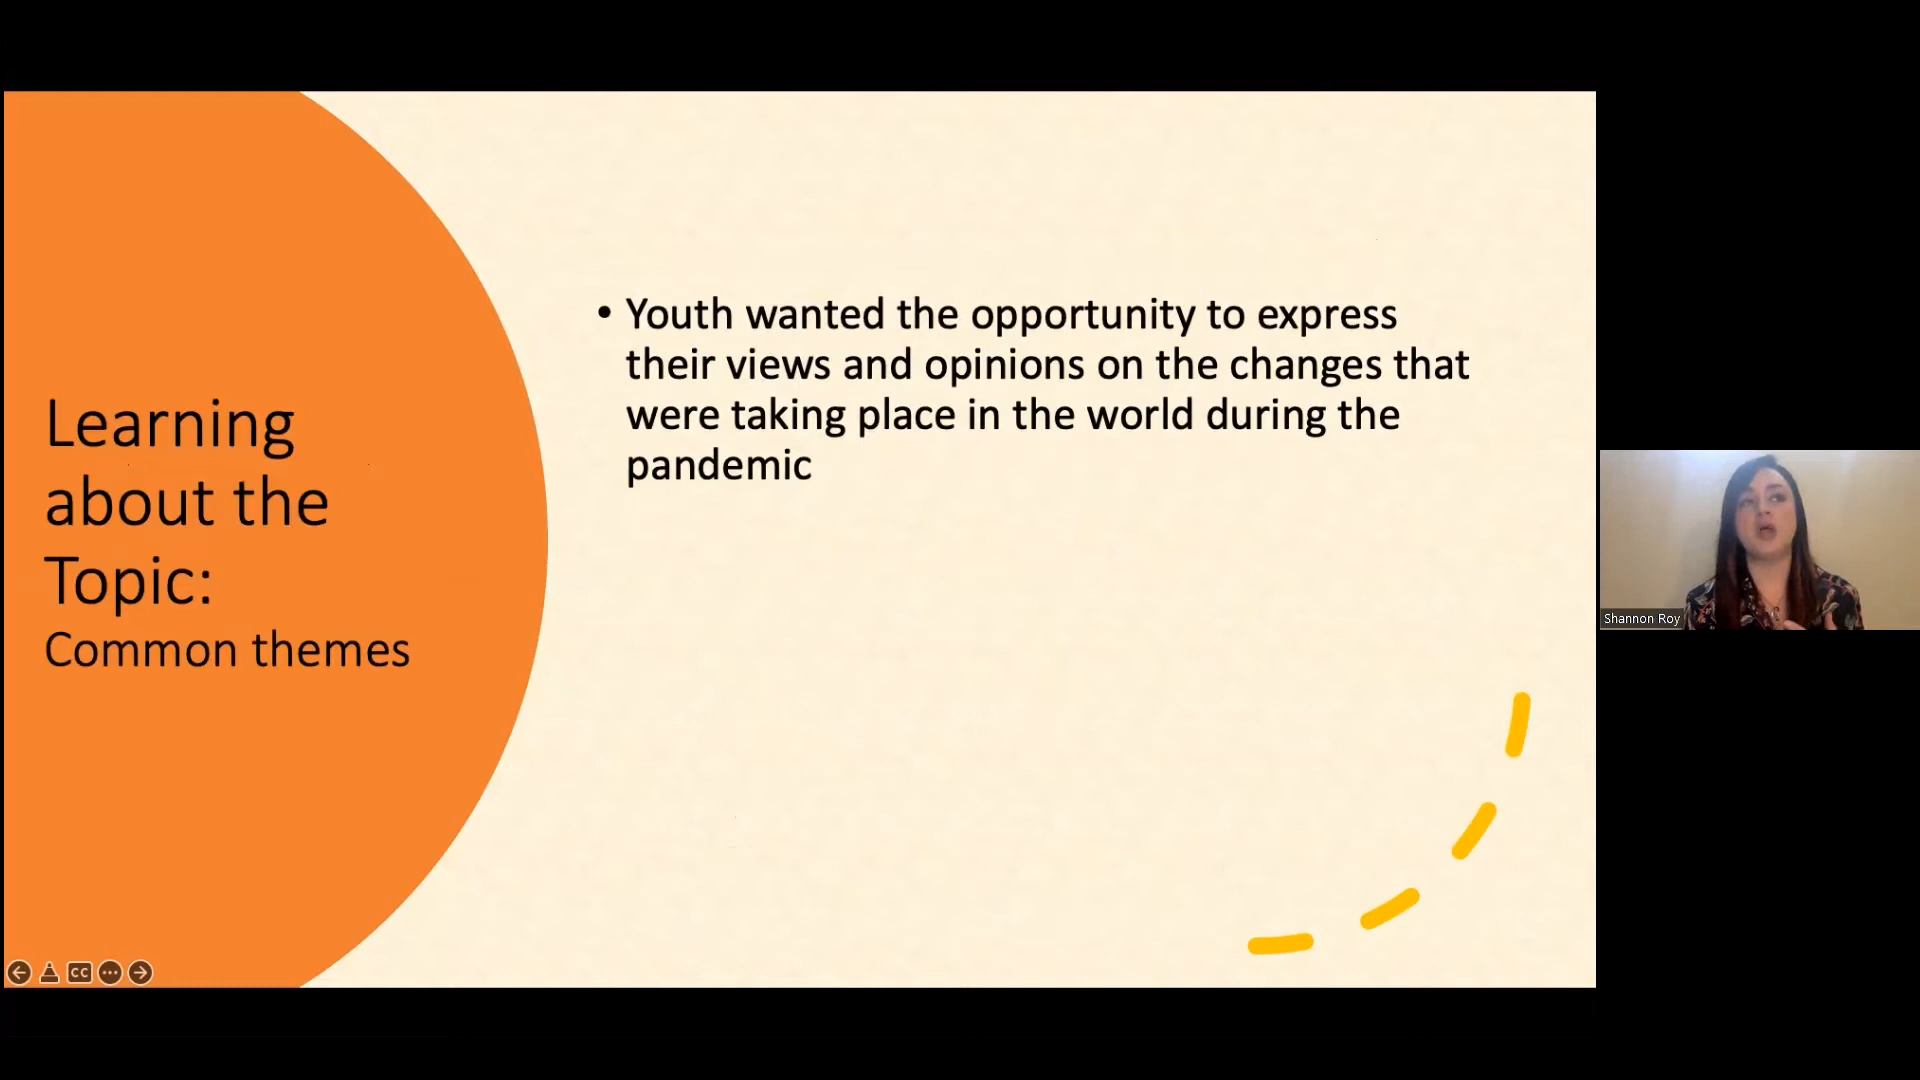 Learning
about the
Topic:
Common themes
• Youth wanted the opportunity to express
their views and opinions on the changes that
were taking place in the world during the
pandemic
CC
Shannon Roy